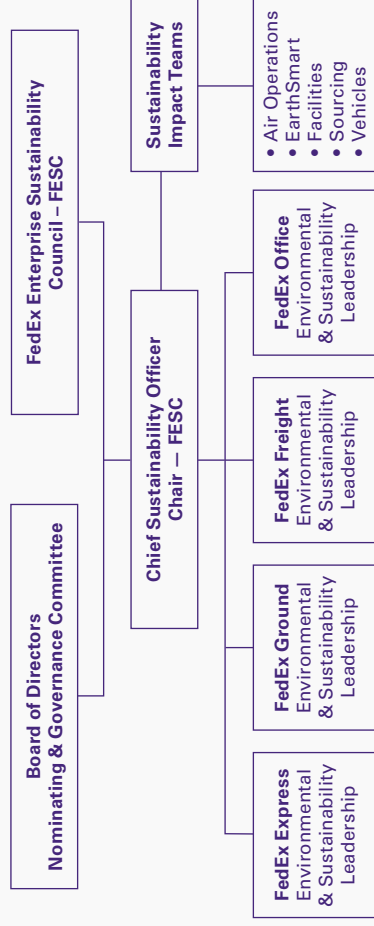 Board of Directors
Nominating & Governance Committee
FedEx Enterprise Sustainability
Council – FESC
Chief Sustainability Officer
Chair — FESC
Sustainability
Impact Teams
FedEx Express
Environmental
& Sustainability
Leadership
FedEx Ground
Environmental
& Sustainability
Leadership
FedEx Freight
Environmental
& Sustainability
Leadership
FedEx Office
Environmental
& Sustainability
Leadership
• Air Operations
• EarthSmart
• Facilities
• Sourcing
• Vehicles